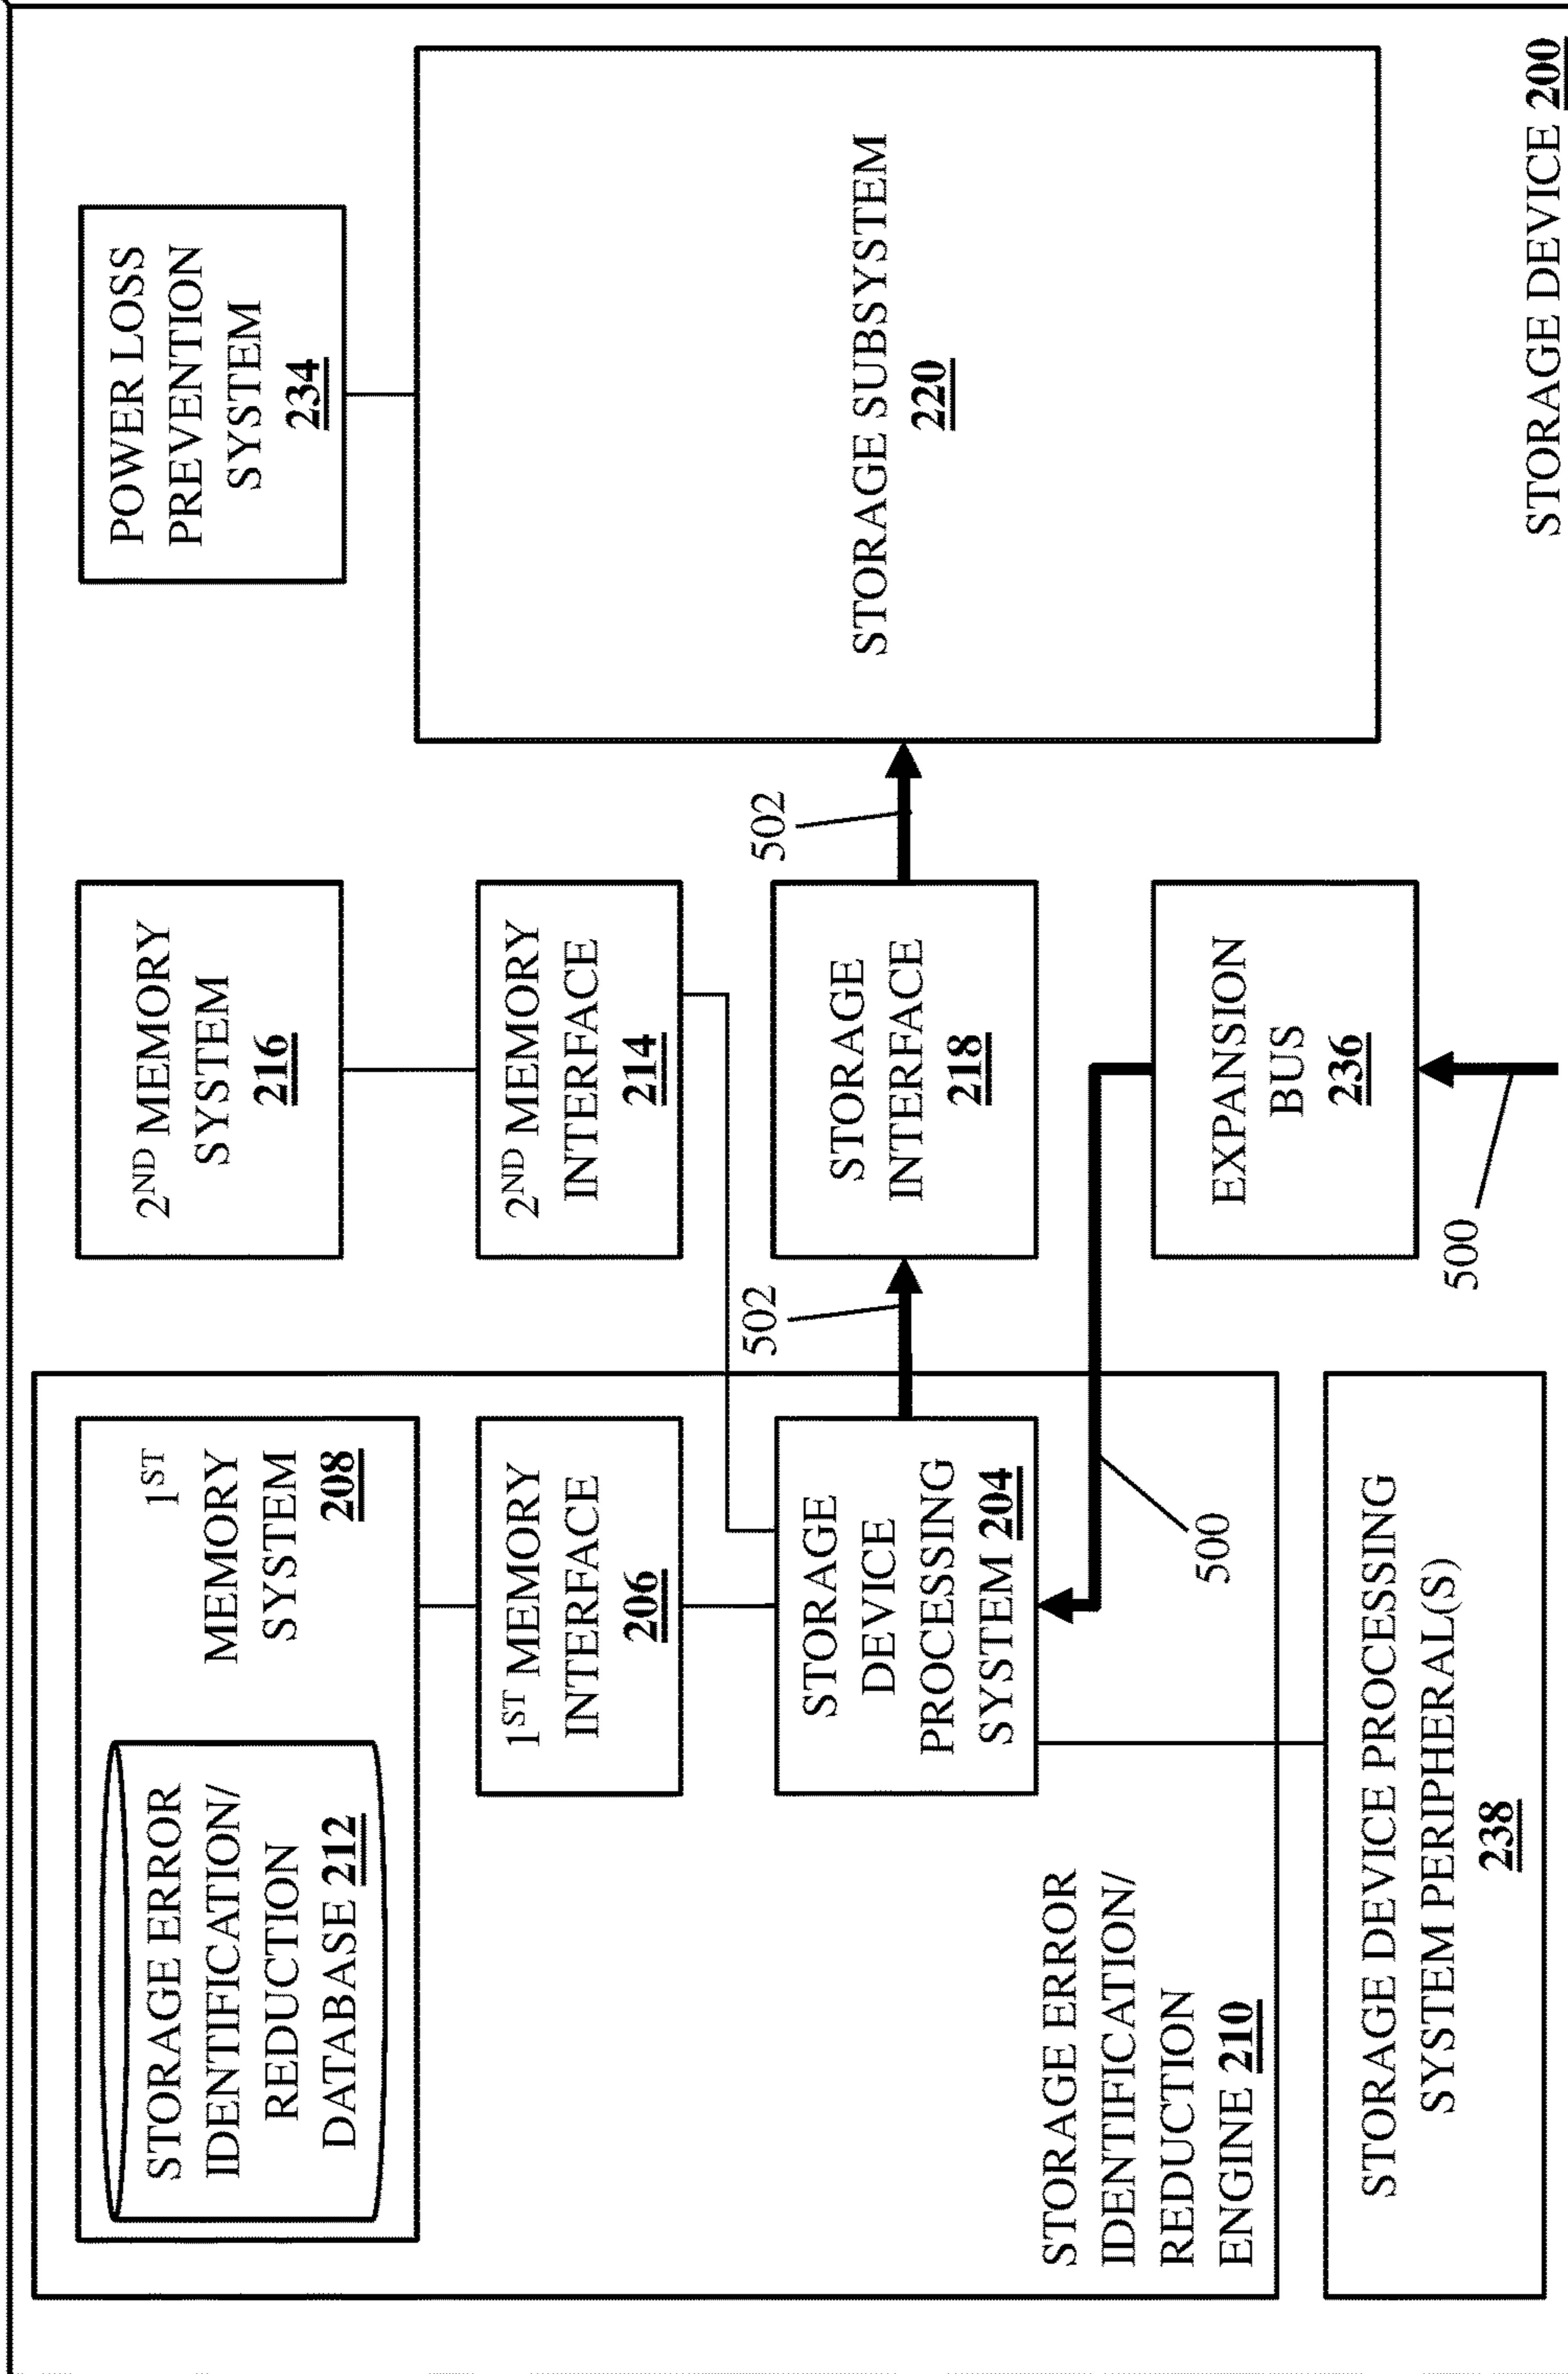 STORAGE ERROR
IDENTIFICATION/
REDUCTION
DATABASE 212
1ST
MEMORY
SYSTEM
208
2ND MEMORY
SYSTEM
216
POWER LOSS
PREVENTION
SYSTEM
234
1ST MEMORY
INTERFACE
206
2ND MEMORY
INTERFACE
214
STORAGE
DEVICE
PROCESSING
SYSTEM 204
502
STORAGE
INTERFACE
218
502
STORAGE SUBSYSTEM
220
STORAGE ERROR
IDENTIFICATION/
REDUCTION
ENGINE 210
500
EXPANSION
BUS
236
500
STORAGE DEVICE PROCESSING
SYSTEM PERIPHERAL(S)
238
STORAGE DEVICE 200